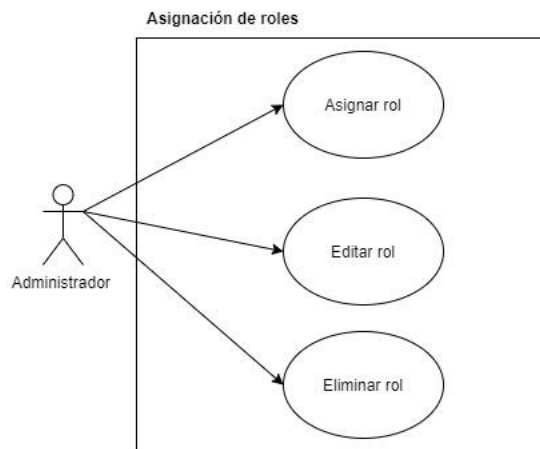 Asignación de roles
Asignar rol
Editar rol
Administrador
Eliminar rol